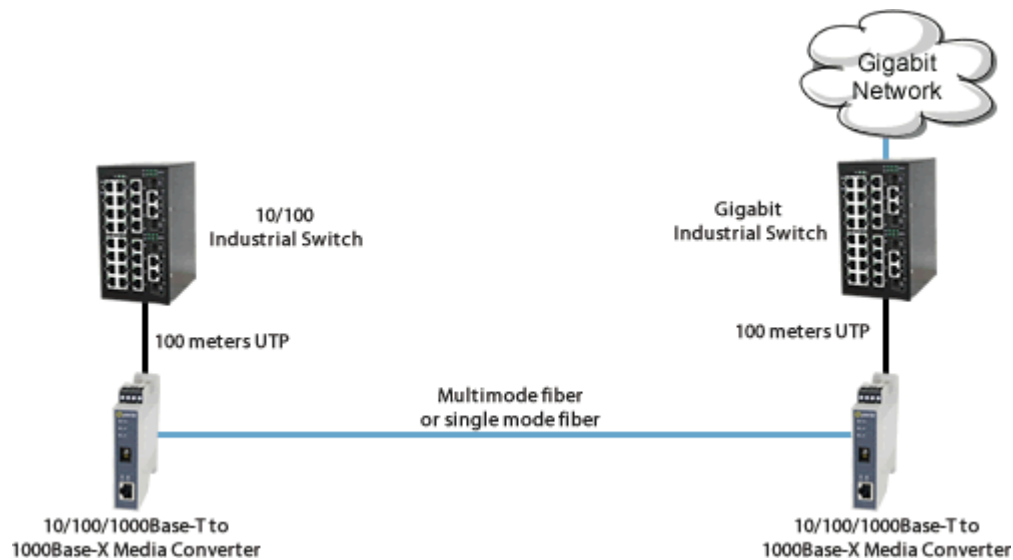 Gigabit
Network
10/100
Industrial Switch
Gigabit
Industrial Switch
100 meters UTP
100 meters UTP
Multimode fiber
or single mode fiber
10/100/1000Base-T to
1000Base-X Media Converter
10/100/1000Base-T to
1000Base-X Media Converter